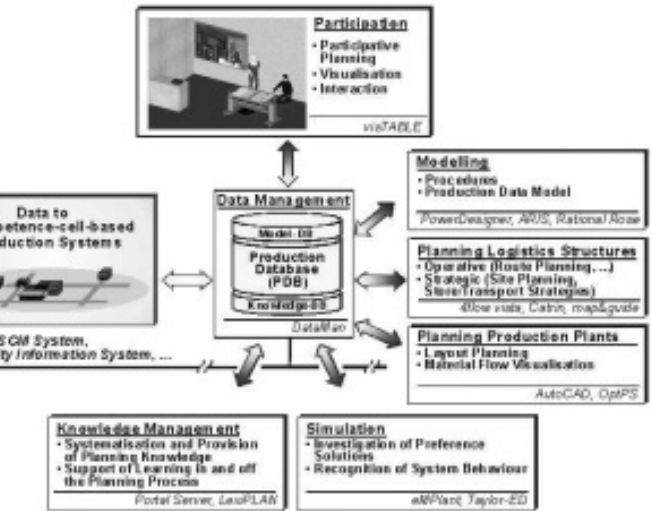 Participation
• Participative
Planning
• Visualisation
• Interaction
visTABLE
Data Management
Model-DB
Production
Database
(PDB)
Knowledge-DB
DataMan
Data to
petence-cell-based
duction Systems
SCM System,
ty Information System, ...
Modelling
• Procedures
• Production Data Model
PowerDesigner, ARIS, Rational Rose
Planning Logistics Structures
• Operative (Route Planning, ...)
• Strategic (Site Planning,
Store/Transport Strategies)
4flow vista, Catrin, map&guide
Planning Production Plants
• Layout Planning
• Material Flow Visualisation
AutoCAD, OptPS
Knowledge Management
• Systematisation and Provision
of Planning Knowledge
• Support of Learning in and off
the Planning Process
Portal Server, LexiPLAN
Simulation
• Investigation of Preference
Solutions
• Recognition of System Behaviour
eMPlant, Taylor-ED